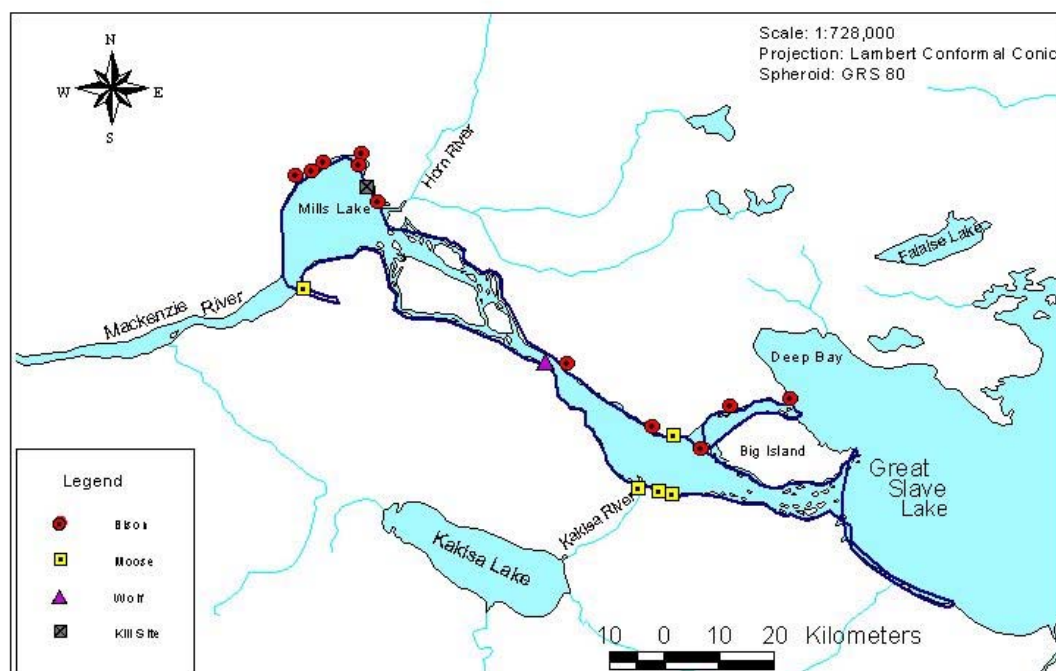 Scale: 1:728,000
Projection: Lambert Conformal Conic
Spheroid: GRS 80
N
W E
S
Horn River
Mills Lake
Falaise Lake
Mackenzie River
Deep Bay
Big Island
Great
Slave
Lake
Kakisa River
Kakisa Lake
Legend
Bison
Moose
Wolf
Kill Site
10 0 10 20 Kilometers